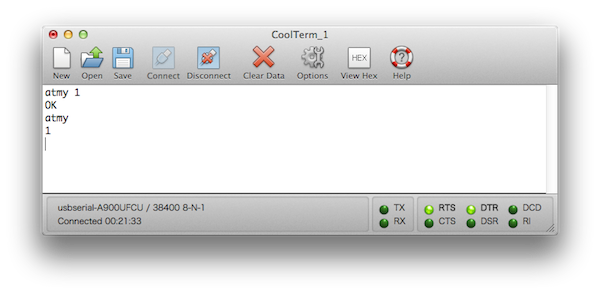 CoolTerm_1
New Open Save Connect Disconnect Clear Data Options HEX View Hex Help
atmy 1
OK
atmy
1
usbserial-A900UFCU / 38400 8-N-1
Connected 00:21:33
TX RTS DTR DCD
RX CTS DSR RI